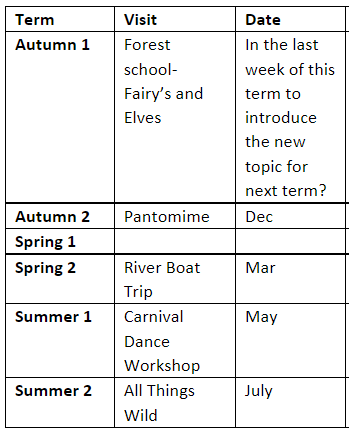 Term Visit Date
Autumn 1
Forest
school-
Fairy's and
Elves
In the last
week of this
term to
introduce
the new
topic for
next term?
Autumn 2 Pantomime Dec
Spring 1
Spring 2
River Boat
Trip
Mar
Summer 1
Carnival
Dance
Workshop
May
Summer 2
All Things
Wild
July